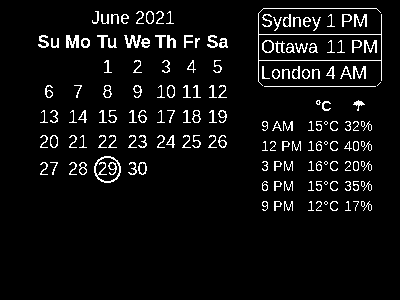 June 2021
Su Mo Tu We Th Fr Sa
1 2 3 4 5
6 7 8 9 10 11 12
13 14 15 16 17 18 19
20 21 22 23 24 25 26
27 28 29 30
Sydney 1 PM
Ottawa 11 PM
London 4 AM
°C ☂
9 AM 15°C 32%
12 PM 16°C 40%
3 PM 16°C 20%
6 PM 15°C 35%
9 PM 12°C 17%